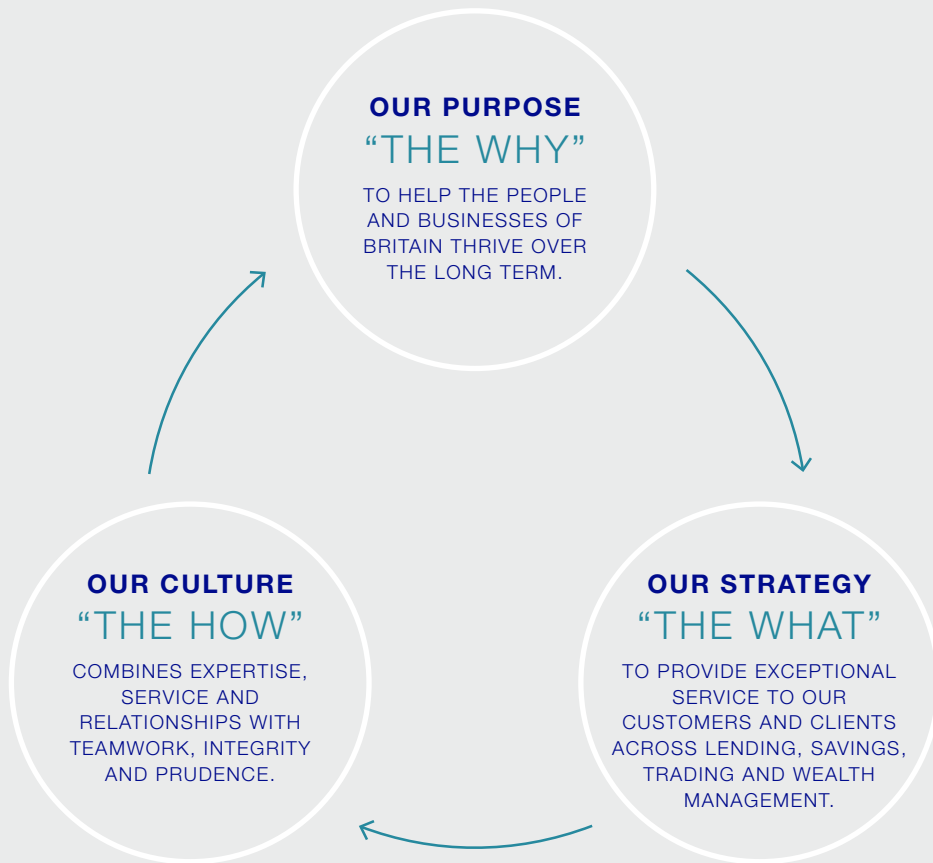 OUR PURPOSE
“THE WHY”
TO HELP THE PEOPLE
AND BUSINESSES OF
BRITAIN THRIVE OVER
THE LONG TERM.
OUR CULTURE
“THE HOW”
COMBINES EXPERTISE,
SERVICE AND
RELATIONSHIPS WITH
TEAMWORK, INTEGRITY
AND PRUDENCE.
OUR STRATEGY
“THE WHAT”
TO PROVIDE EXCEPTIONAL
SERVICE TO OUR
CUSTOMERS AND CLIENTS
ACROSS LENDING, SAVINGS,
TRADING AND WEALTH
MANAGEMENT.